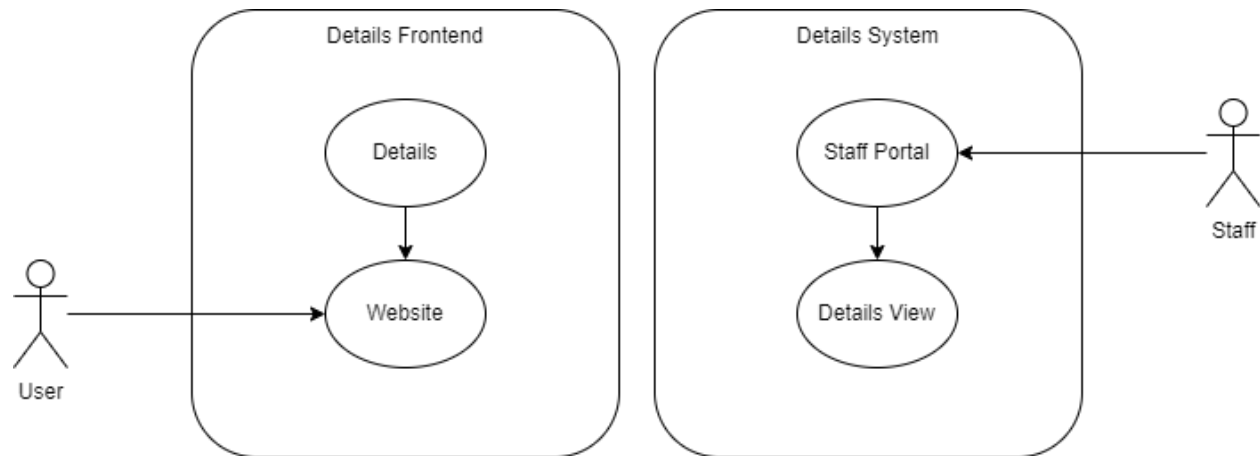 Details Frontend
Details System
Details
Staff Portal
Staff
Website
Details View
User